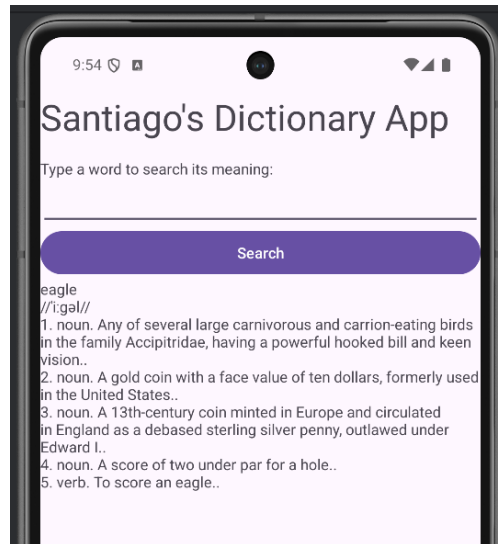 9:54
Santiago's Dictionary App
Type a word to search its meaning:
Search
eagle
//ˈiːɡəl//
1. noun. Any of several large carnivorous and carrion-eating birds
in the family Accipitridae, having a powerful hooked bill and keen
vision..
2. noun. A gold coin with a face value of ten dollars, formerly used
in the United States..
3. noun. A 13th-century coin minted in Europe and circulated
in England as a debased sterling silver penny, outlawed under
Edward I..
4. noun. A score of two under par for a hole..
5. verb. To score an eagle..